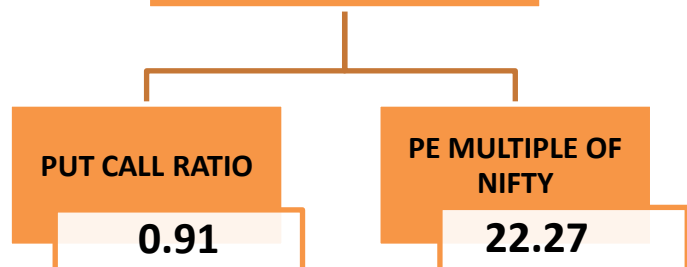 PUT CALL RATIO
0.91
PE MULTIPLE OF
NIFTY
22.27